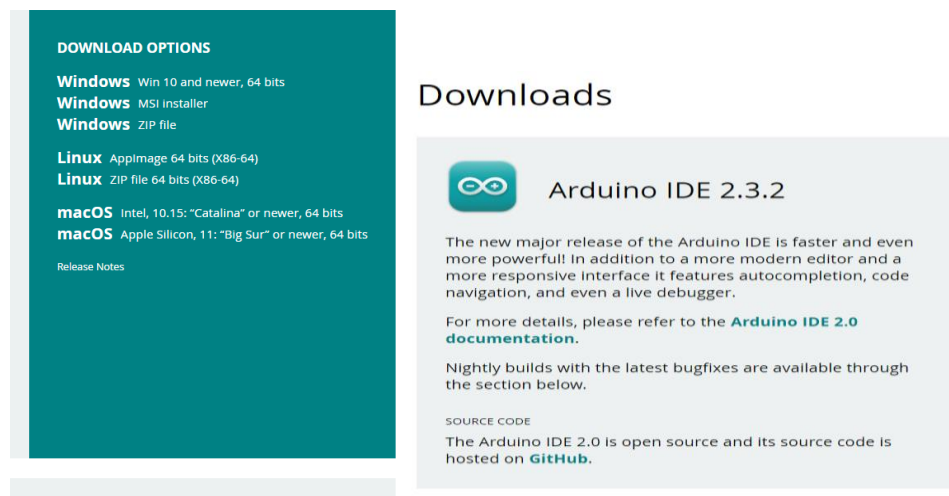 DOWNLOAD OPTIONS
Windows Win 10 and newer, 64 bits
Windows MSI installer
Windows ZIP file
Linux AppImage 64 bits (X86-64)
Linux ZIP file 64 bits (X86-64)
macOS Intel, 10.15: “Catalina” or newer, 64 bits
macOS Apple Silicon, 11: “Big Sur” or newer, 64 bits
Release Notes
Downloads
Arduino IDE 2.3.2
The new major release of the Arduino IDE is faster and even
more powerful! In addition to a more modern editor and a
more responsive interface it features autocompletion, code
navigation, and even a live debugger.
For more details, please refer to the Arduino IDE 2.0
documentation.
Nightly builds with the latest bugfixes are available through
the section below.
SOURCE CODE
The Arduino IDE 2.0 is open source and its source code is
hosted on GitHub.